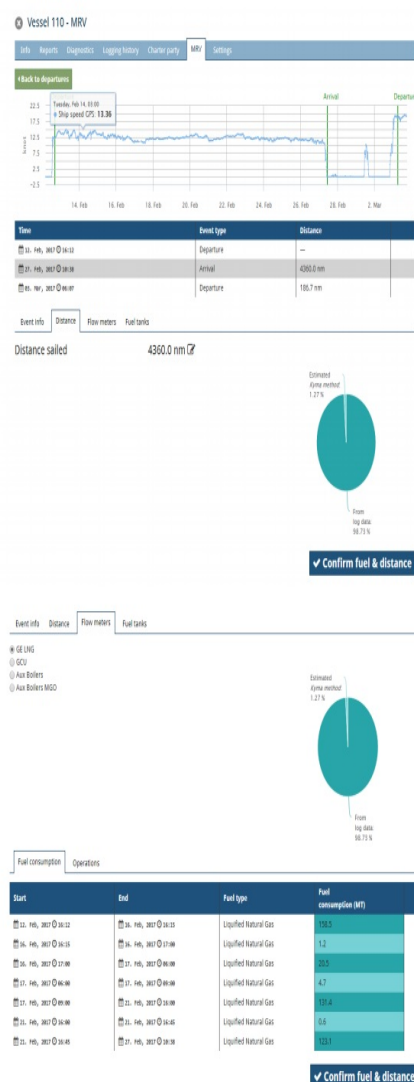 Vessel 110 - MRV
Info Reports Diagnostics Logging history Charter party MRV Settings
Back to departures
Arrival Departu
Tuesday, Feb 14, 03:00
Ship speed GPS: 13.36
22.5
17.5
12.5
7.5
2.5
-2.5
knots
14. Feb 16. Feb 18. Feb 20. Feb 22. Feb 24. Feb 26. Feb 28. Feb 2. Mar
Time Event type Distance
12. Feb, 2017 16:12 Departure —
27. Feb, 2017 10:30 Arrival 4360.0 nm
03. Mar, 2017 06:07 Departure 106.7 nm
Event info Distance Flow meters Fuel tanks
Distance sailed 4360.0 nm
Estimated
Kyma method
1.27 %
From
log data
98.73 %
✔ Confirm fuel & distance
Event info Distance Flow meters Fuel tanks
GE LNG
GCU
Aux Boilers
Aux Boilers MGO
Estimated
Kyma method
1.27 %
From
log data
98.73 %
Fuel consumption Operations
Start End Fuel type Fuel
consumption (MT)
12. Feb, 2017 16:12 16. Feb, 2017 16:15 Liquified Natural Gas 158.5
16. Feb, 2017 16:15 16. Feb, 2017 17:00 Liquified Natural Gas 1.2
16. Feb, 2017 17:00 17. Feb, 2017 06:00 Liquified Natural Gas 20.5
17. Feb, 2017 06:00 17. Feb, 2017 09:00 Liquified Natural Gas 4.7
17. Feb, 2017 09:00 21. Feb, 2017 16:00 Liquified Natural Gas 131.4
21. Feb, 2017 16:00 21. Feb, 2017 16:45 Liquified Natural Gas 0.6
21. Feb, 2017 16:45 27. Feb, 2017 10:30 Liquified Natural Gas 123.1
✔ Confirm fuel & distance